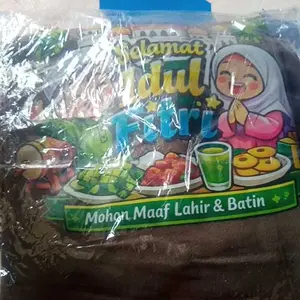 Selamat
Idul
Fitri
Mohon Maaf Lahir & Batin